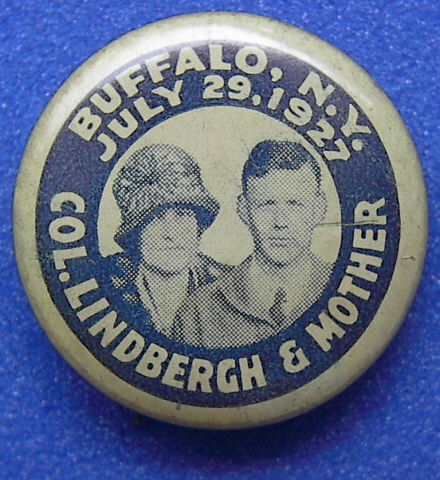 BUFFALO, N.Y.
JULY 29, 1927
COL. LINDBERGH & MOTHER